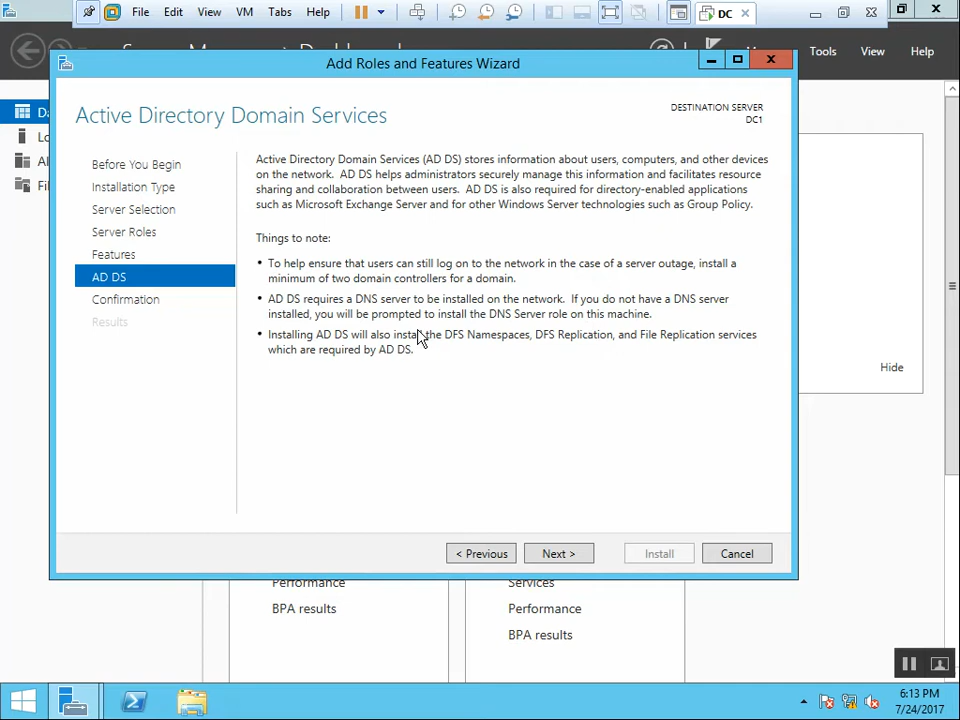 File Edit View VM Tabs Help
DC
Tools View Help
Add Roles and Features Wizard
Active Directory Domain Services
DESTINATION SERVER
DC1
Before You Begin
Installation Type
Server Selection
Server Roles
Features
AD DS
Confirmation
Results
Active Directory Domain Services (AD DS) stores information about users, computers, and other devices
on the network. AD DS helps administrators securely manage this information and facilitates resource
sharing and collaboration between users. AD DS is also required for directory-enabled applications
such as Microsoft Exchange Server and for other Windows Server technologies such as Group Policy.
Things to note:
• To help ensure that users can still log on to the network in the case of a server outage, install a
minimum of two domain controllers for a domain.
• AD DS requires a DNS server to be installed on the network. If you do not have a DNS server
installed, you will be prompted to install the DNS Server role on this machine.
• Installing AD DS will also install the DFS Namespaces, DFS Replication, and File Replication services
which are required by AD DS.
Hide
< Previous
Next >
Install
Cancel
Performance
BPA results
Services
Performance
BPA results
6:13 PM
7/24/2017